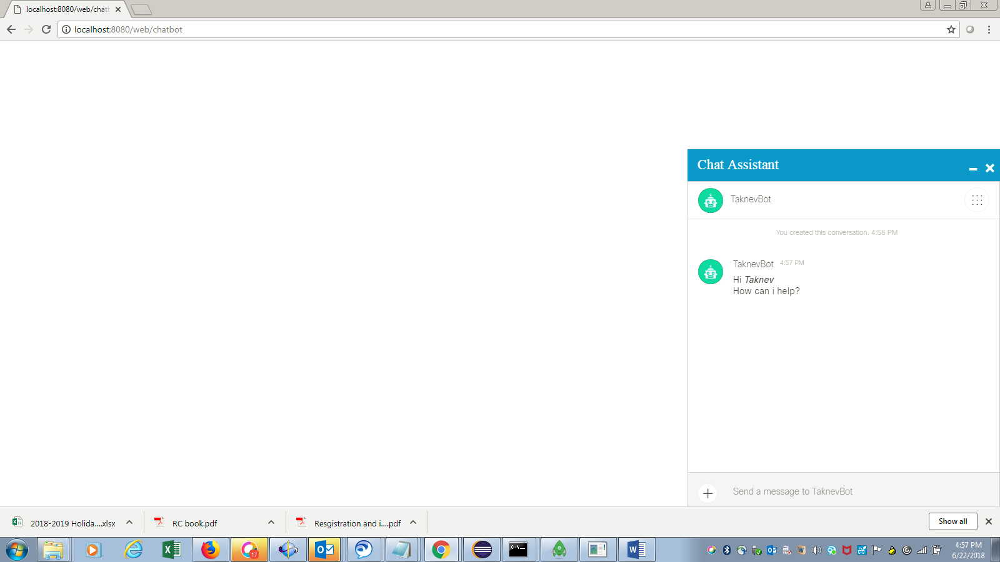 localhost:8080/web/chatb
localhost:8080/web/chatbot
Chat Assistant
TaknevBot
You created this conversation. 4:56 PM
TaknevBot 4:57 PM
Hi Taknev
How can i help?
Send a message to TaknevBot
2018-2019 Holida....xlsx
RC book.pdf
Resgistration and i....pdf
Show all
17
C:\_
4:57 PM
6/22/2018